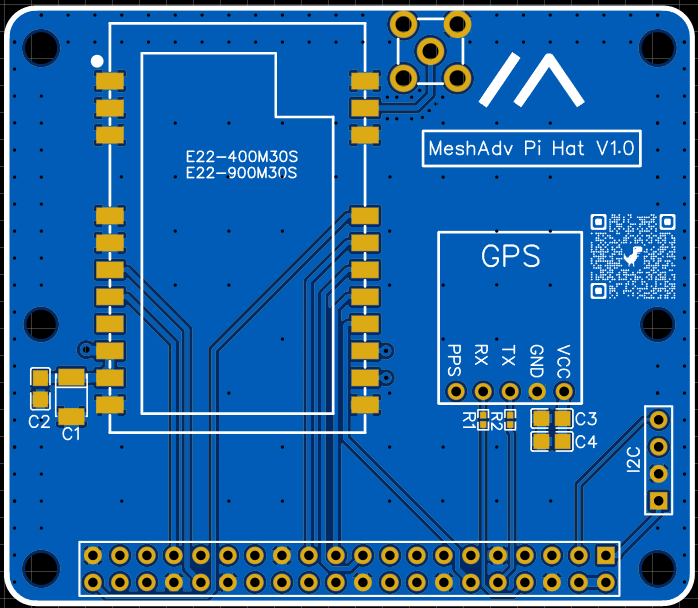 MeshAdv Pi Hat V1.0
E22-400M30S
E22-900M30S
GPS
PPS
RX
TX
GND
VCC
C2
C1
R1
R2
C3
C4
I2C